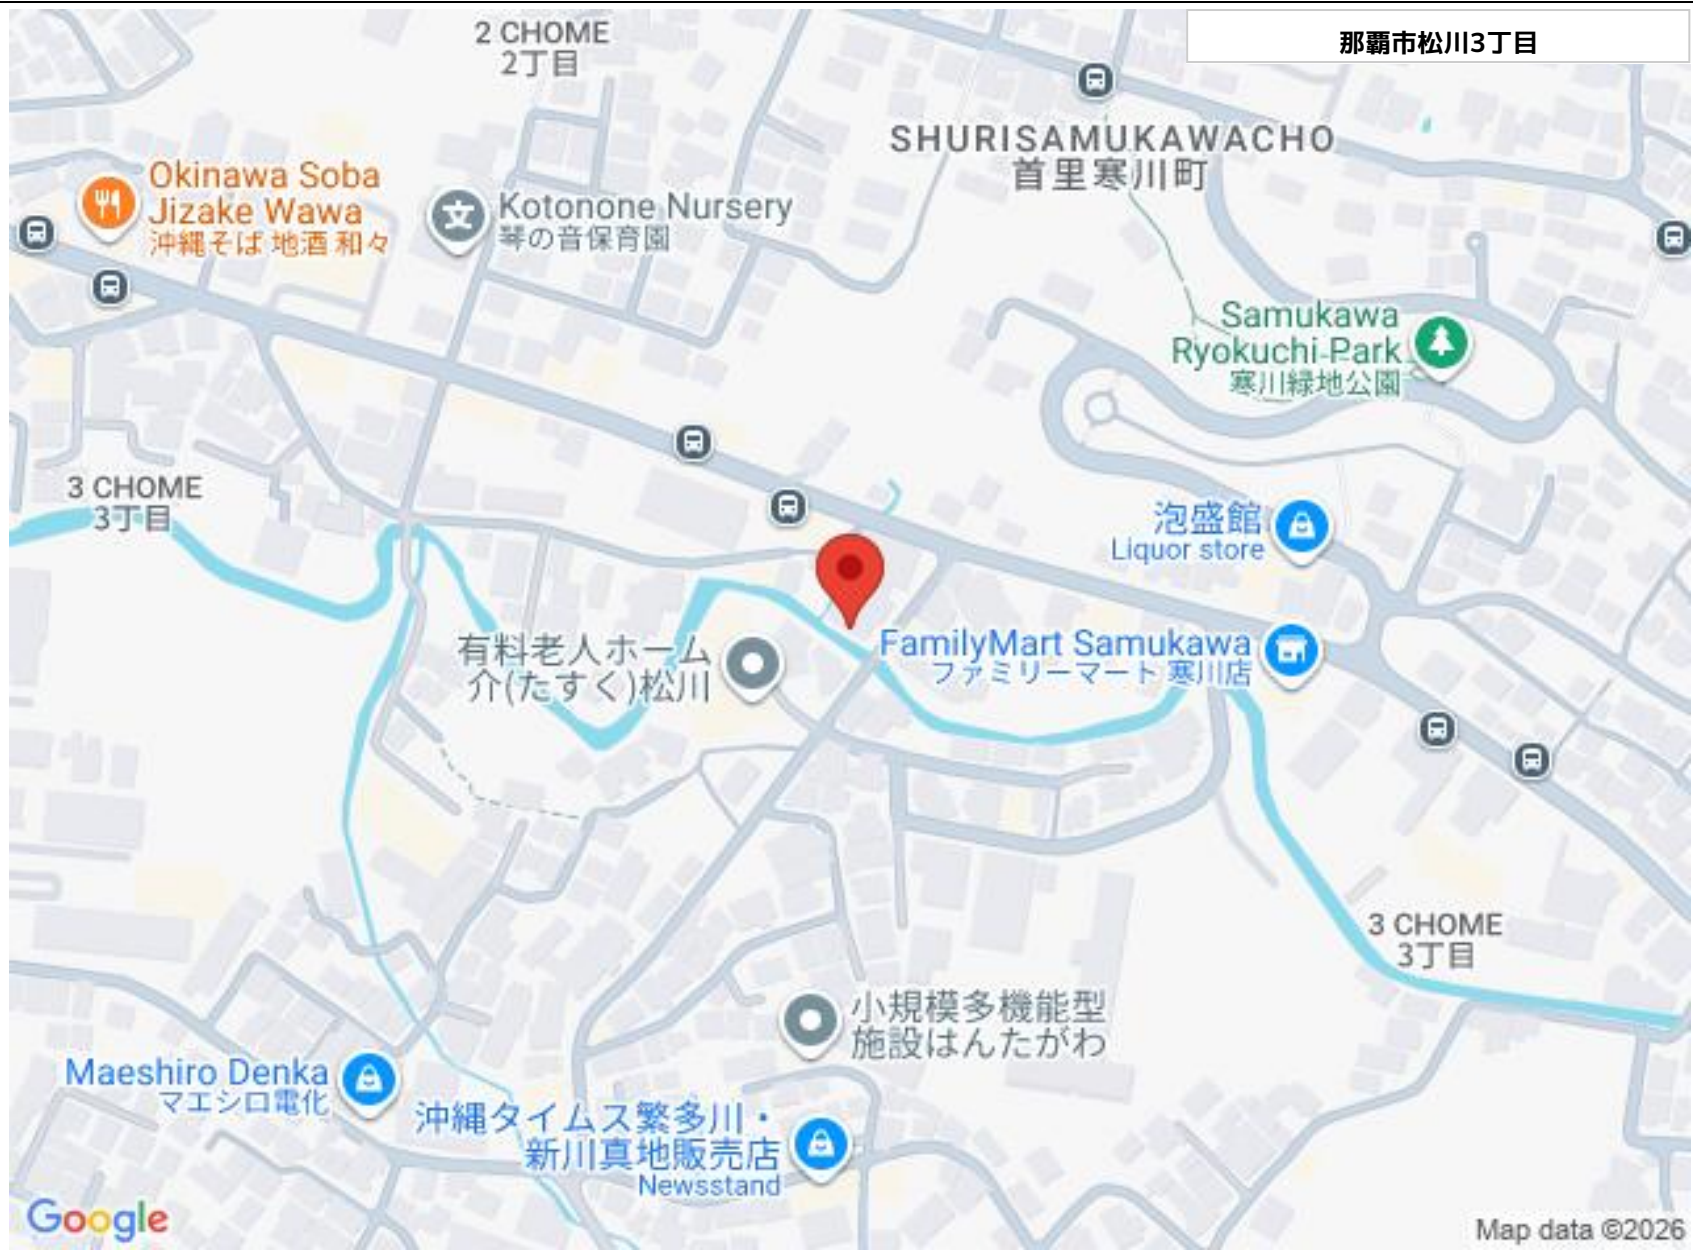 那覇市松川3丁目
2 CHOME
2丁目
SHURISAMUKAWACHO
首里寒川町
Okinawa Soba
Jizake Wawa
沖縄そば 地酒 和々
Kotonone Nursery
琴の音保育園
Samukawa
Ryokuchi Park
寒川緑地公園
3 CHOME
3丁目
泡盛館
Liquor store
有料老人ホーム
介(たすく)松川
FamilyMart Samukawa
ファミリーマート 寒川店
3 CHOME
3丁目
小規模多機能型
施設はんたがわ
Maeshiro Denka
マエシロ電化
沖縄タイムス繁多川・
新川真地販売店
Newsstand
Google
Map data ©2026